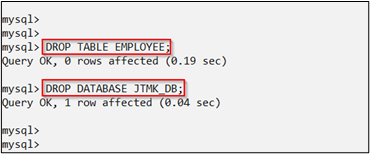 mysql>
mysql>
mysql> DROP TABLE EMPLOYEE;
Query OK, 0 rows affected (0.19 sec)
mysql> DROP DATABASE JTMK_DB;
Query OK, 1 row affected (0.04 sec)
mysql>
mysql>